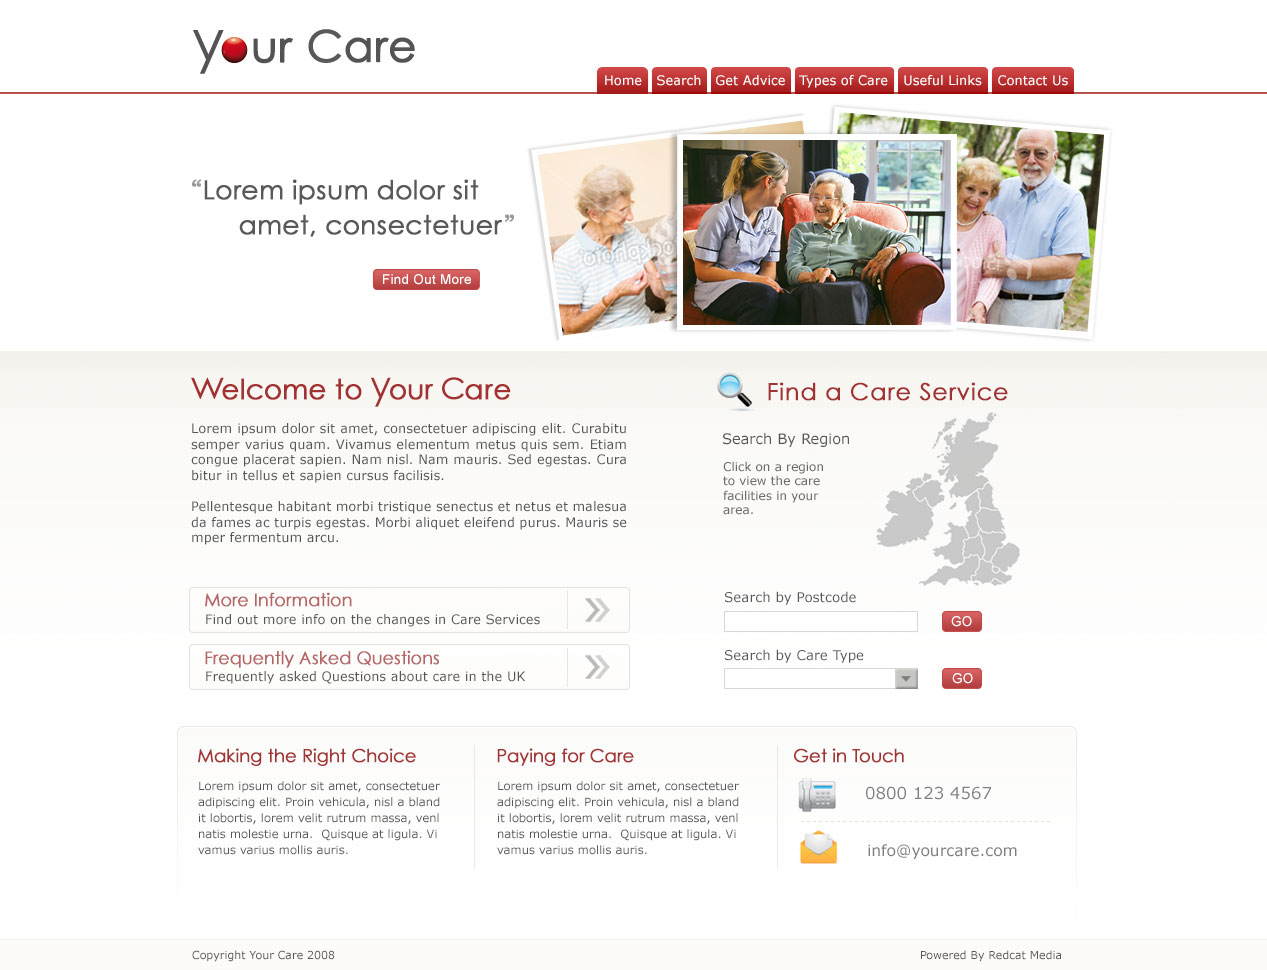 Your Care
Home
Search
Get Advice
Types of Care
Useful Links
Contact Us
“Lorem ipsum dolor sit
amet, consectetuer”
Find Out More
Welcome to Your Care
Lorem ipsum dolor sit amet, consectetuer adipiscing elit. Curabitu
semper varius quam. Vivamus elementum metus quis sem. Etiam
congue placerat sapien. Nam nisl. Nam mauris. Sed egestas. Cura
bitur in tellus et sapien cursus facilisis.
Pellentesque habitant morbi tristique senectus et netus et malesua
da fames ac turpis egestas. Morbi aliquet eleifend purus. Mauris se
mper fermentum arcu.
More Information
Find out more info on the changes in Care Services
Frequently Asked Questions
Frequently asked Questions about care in the UK
Find a Care Service
Search By Region
Click on a region
to view the care
facilities in your
area.
Search by Postcode
GO
Search by Care Type
GO
Making the Right Choice
Lorem ipsum dolor sit amet, consectetuer
adipiscing elit. Proin vehicula, nisl a bland
it lobortis, lorem velit rutrum massa, venl
natis molestie urna.  Quisque at ligula. Vi
vamus varius mollis auris.
Paying for Care
Lorem ipsum dolor sit amet, consectetuer
adipiscing elit. Proin vehicula, nisl a bland
it lobortis, lorem velit rutrum massa, venl
natis molestie urna.  Quisque at ligula. Vi
vamus varius mollis auris.
Get in Touch
0800 123 4567
info@yourcare.com
Copyright Your Care 2008
Powered By Redcat Media